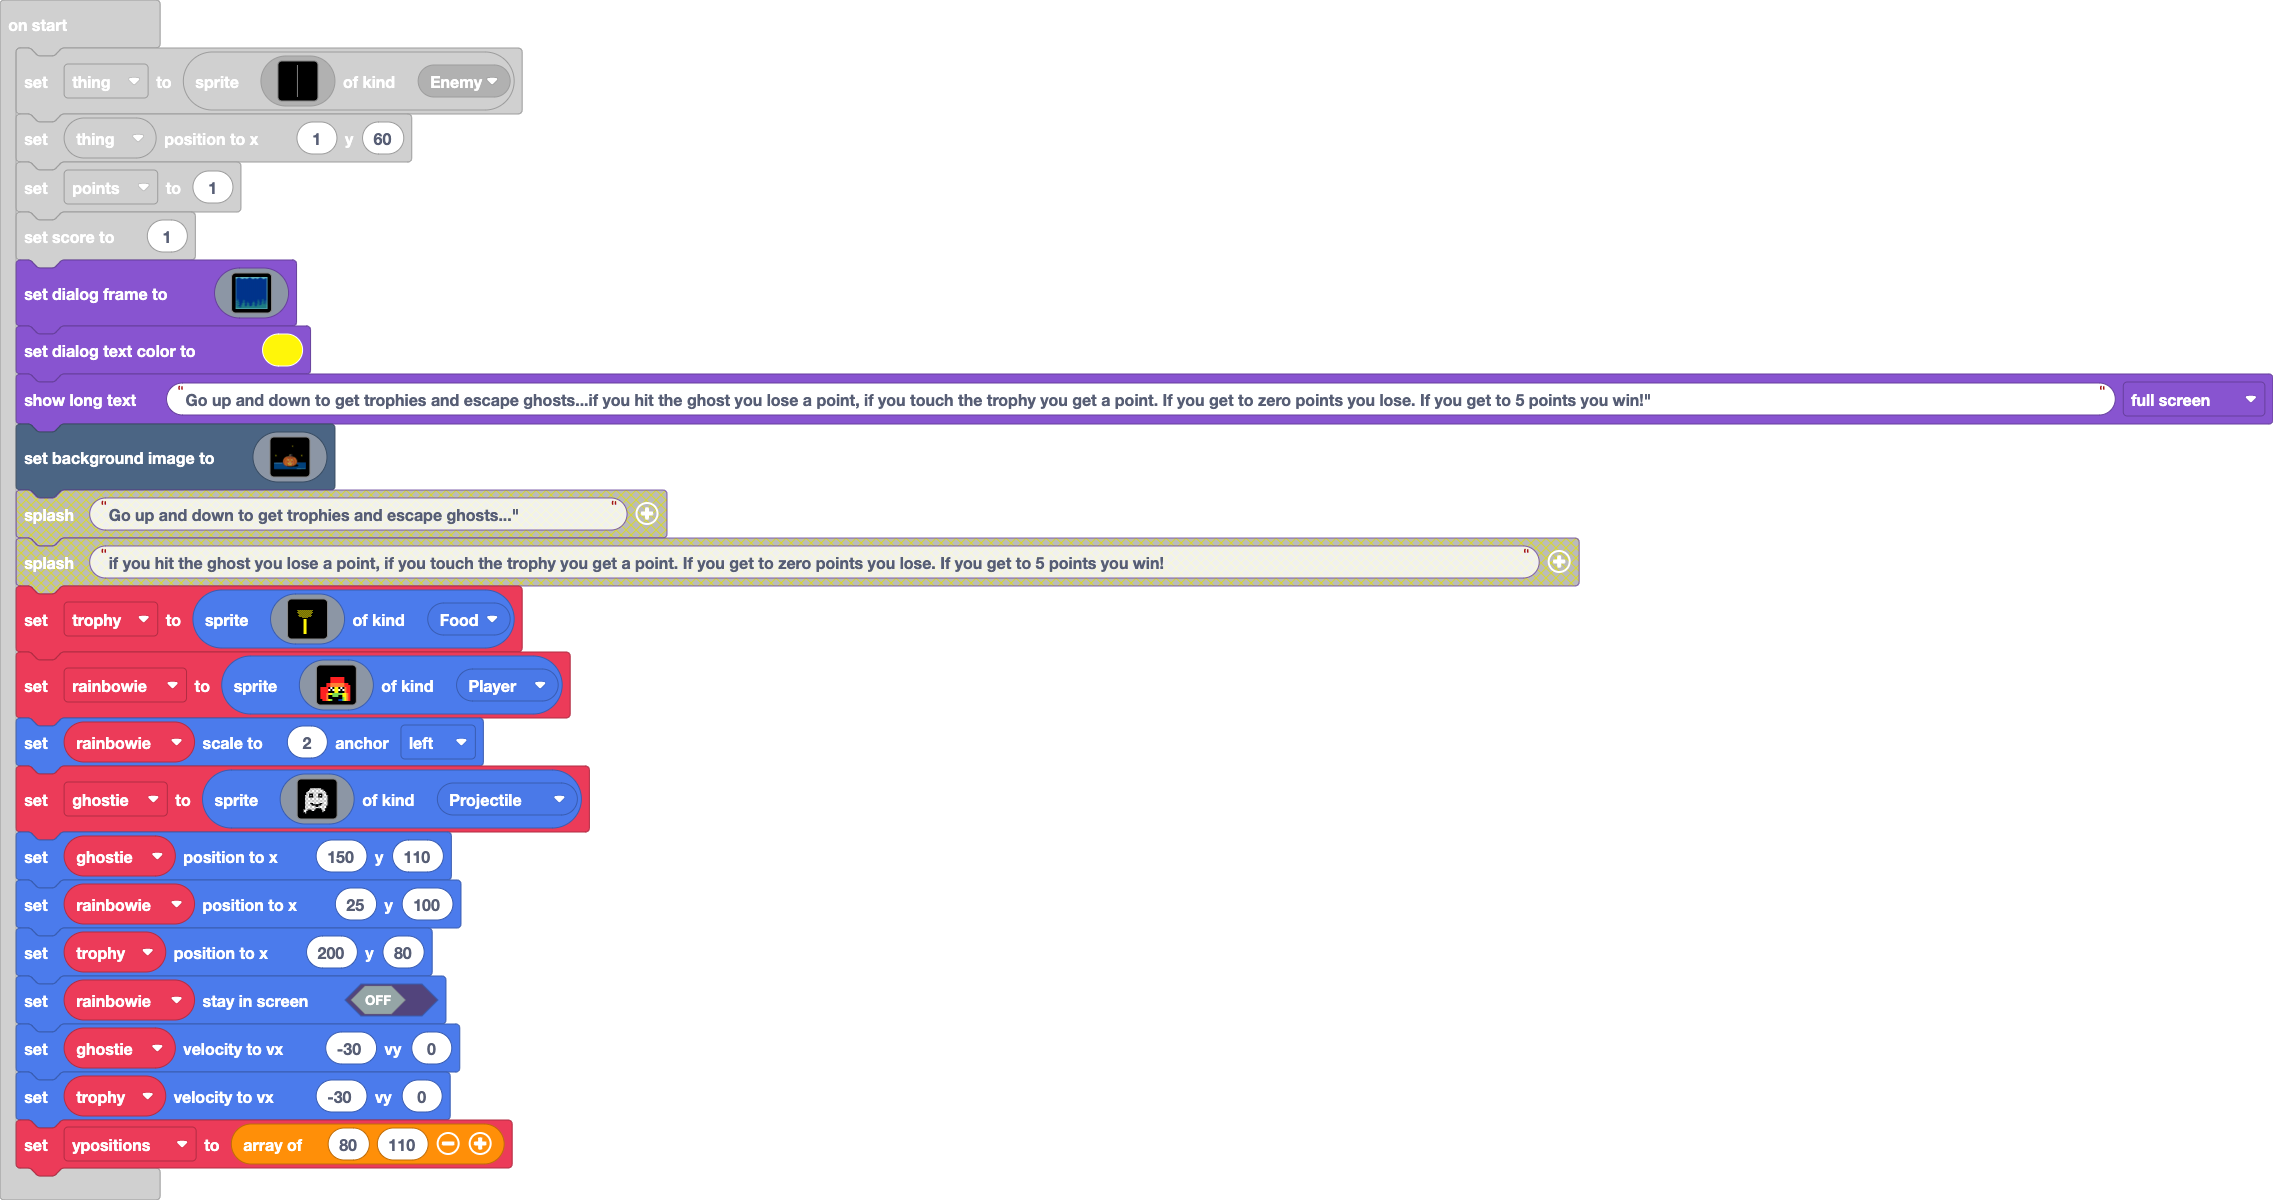 on start
set thing to sprite of kind Enemy
set thing position to x 1 y 60
set points to 1
set score to 1
set dialog frame to
set dialog text color to
show long text "Go up and down to get trophies and escape ghosts...if you hit the ghost you lose a point, if you touch the trophy you get a point. If you get to zero points you lose. If you get to 5 points you win!"" full screen
set background image to
splash "Go up and down to get trophies and escape ghosts..."" 
splash "if you hit the ghost you lose a point, if you touch the trophy you get a point. If you get to zero points you lose. If you get to 5 points you win!"
set trophy to sprite of kind Food
set rainbowie to sprite of kind Player
set rainbowie scale to 2 anchor left
set ghostie to sprite of kind Projectile
set ghostie position to x 150 y 110
set rainbowie position to x 25 y 100
set trophy position to x 200 y 80
set rainbowie stay in screen OFF
set ghostie velocity to vx -30 vy 0
set trophy velocity to vx -30 vy 0
set ypositions to array of 80 110